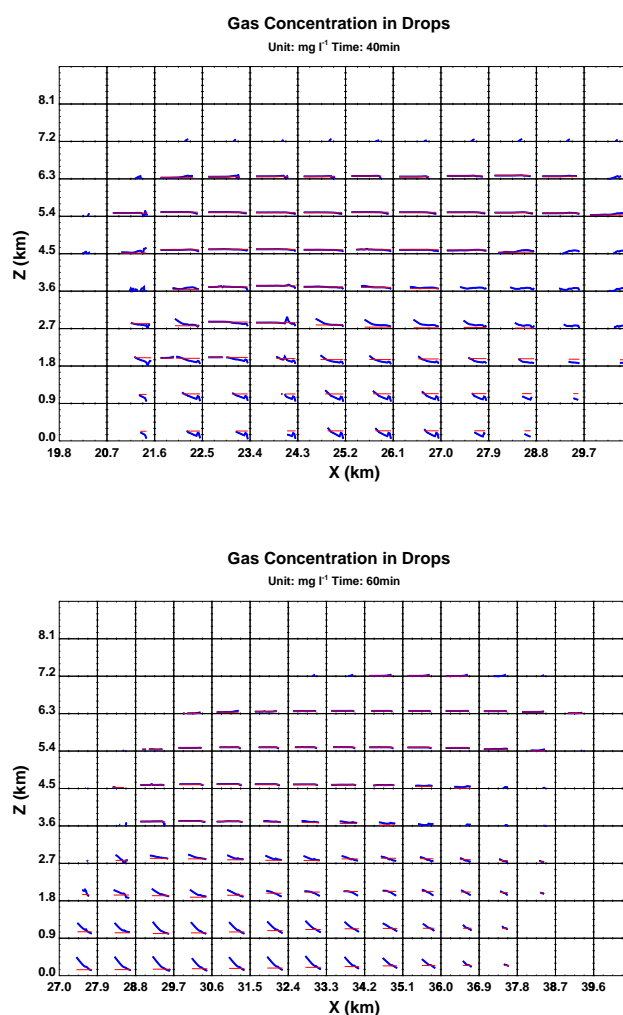 Gas Concentration in Drops
Unit: mg l⁻¹ Time: 40min
8.1
7.2
6.3
5.4
4.5
3.6
2.7
1.8
0.9
0.0
Z (km)
19.8 20.7 21.6 22.5 23.4 24.3 25.2 26.1 27.0 27.9 28.8 29.7
X (km)
Gas Concentration in Drops
Unit: mg l⁻¹ Time: 60min
8.1
7.2
6.3
5.4
4.5
3.6
2.7
1.8
0.9
0.0
Z (km)
27.0 27.9 28.8 29.7 30.6 31.5 32.4 33.3 34.2 35.1 36.0 36.9 37.8 38.7 39.6
X (km)